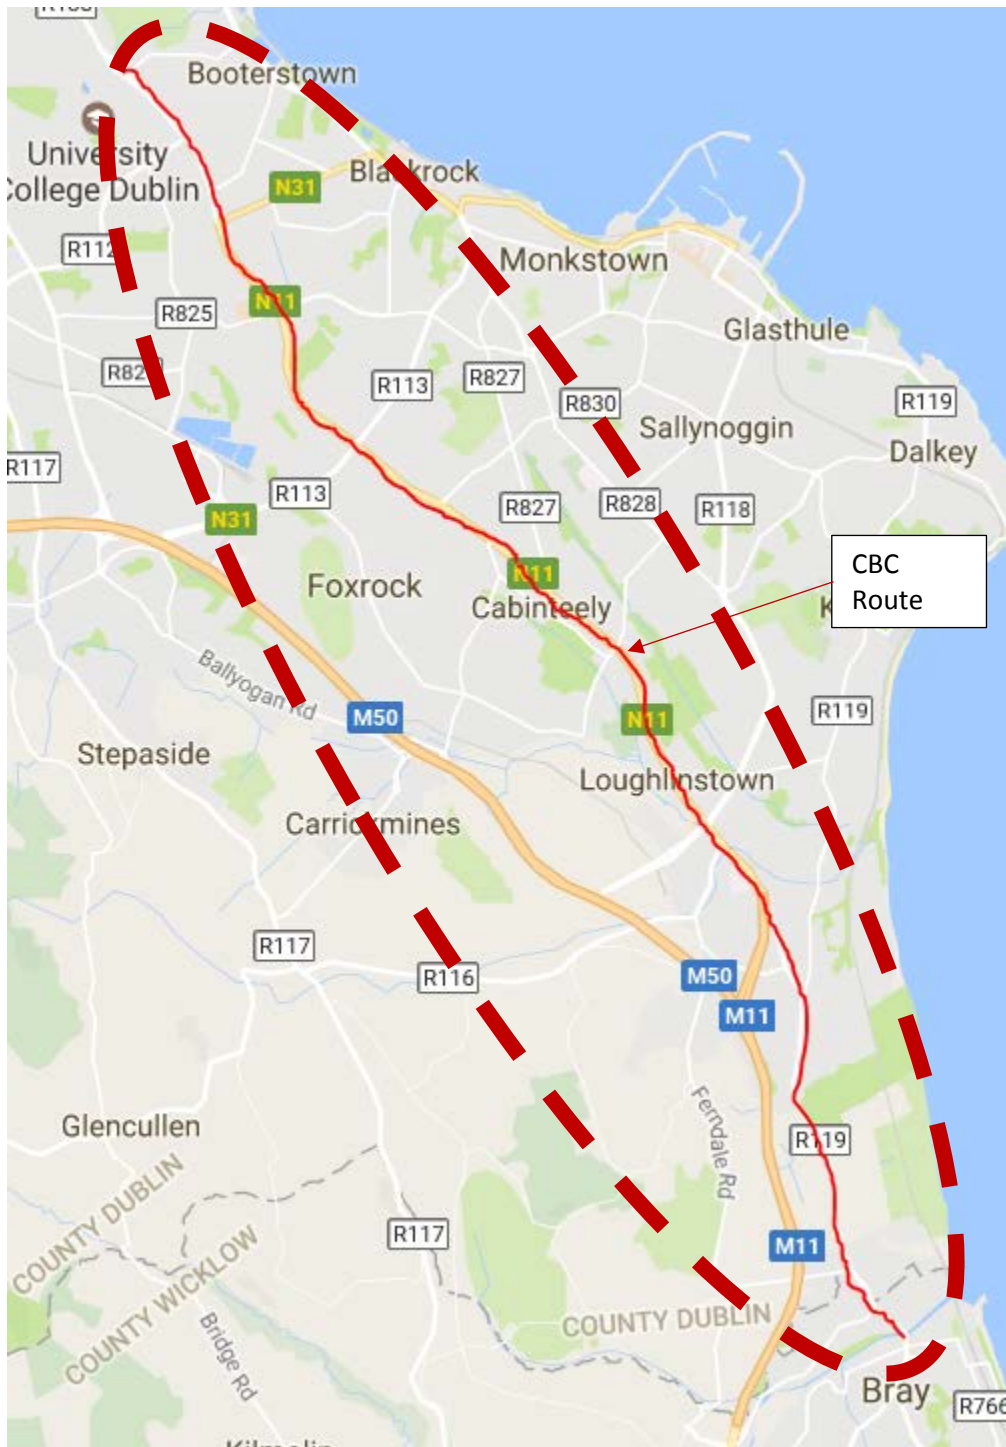 Booterstown
University
College Dublin
N31
Blackrock
R112
Monkstown
N11
R825
Glasthule
R113
R827
R119
R830
Sallynoggin
Dalkey
R117
R113
R827
R828
R118
N31
N11
Foxrock
Cabinteely
CBC
Route
Ballyogan Rd
M50
N11
R119
Stepaside
Loughlinstown
Carrickmines
R117
R116
M50
M11
Ferndale Rd
Glencullen
R119
COUNTY DUBLIN
R117
M11
COUNTY WICKLOW
COUNTY DUBLIN
Bridge Rd
Bray
R766